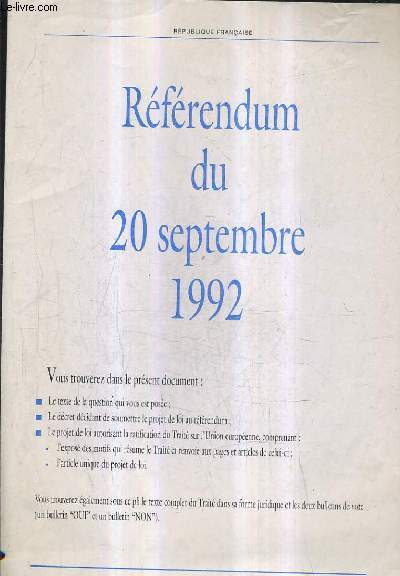 e-livre.com
RÉPUBLIQUE FRANÇAISE
Référendum
du
20 septembre
1992
Vous trouverez dans le présent document :
Le texte de la question qui vous est posée ;
Le décret décidant de soumettre le projet de loi au référendum ;
Le projet de loi autorisant la ratification du Traité sur l'Union européenne, comprenant :
l'exposé des motifs qui résume le Traité et renvoie aux pages et articles de celui-ci ;
l'article unique du projet de loi.
Vous trouverez également sous ce pli le texte complet du Traité dans sa forme juridique et les deux bulletins de vote
(un bulletin "OUI" et un bulletin "NON").